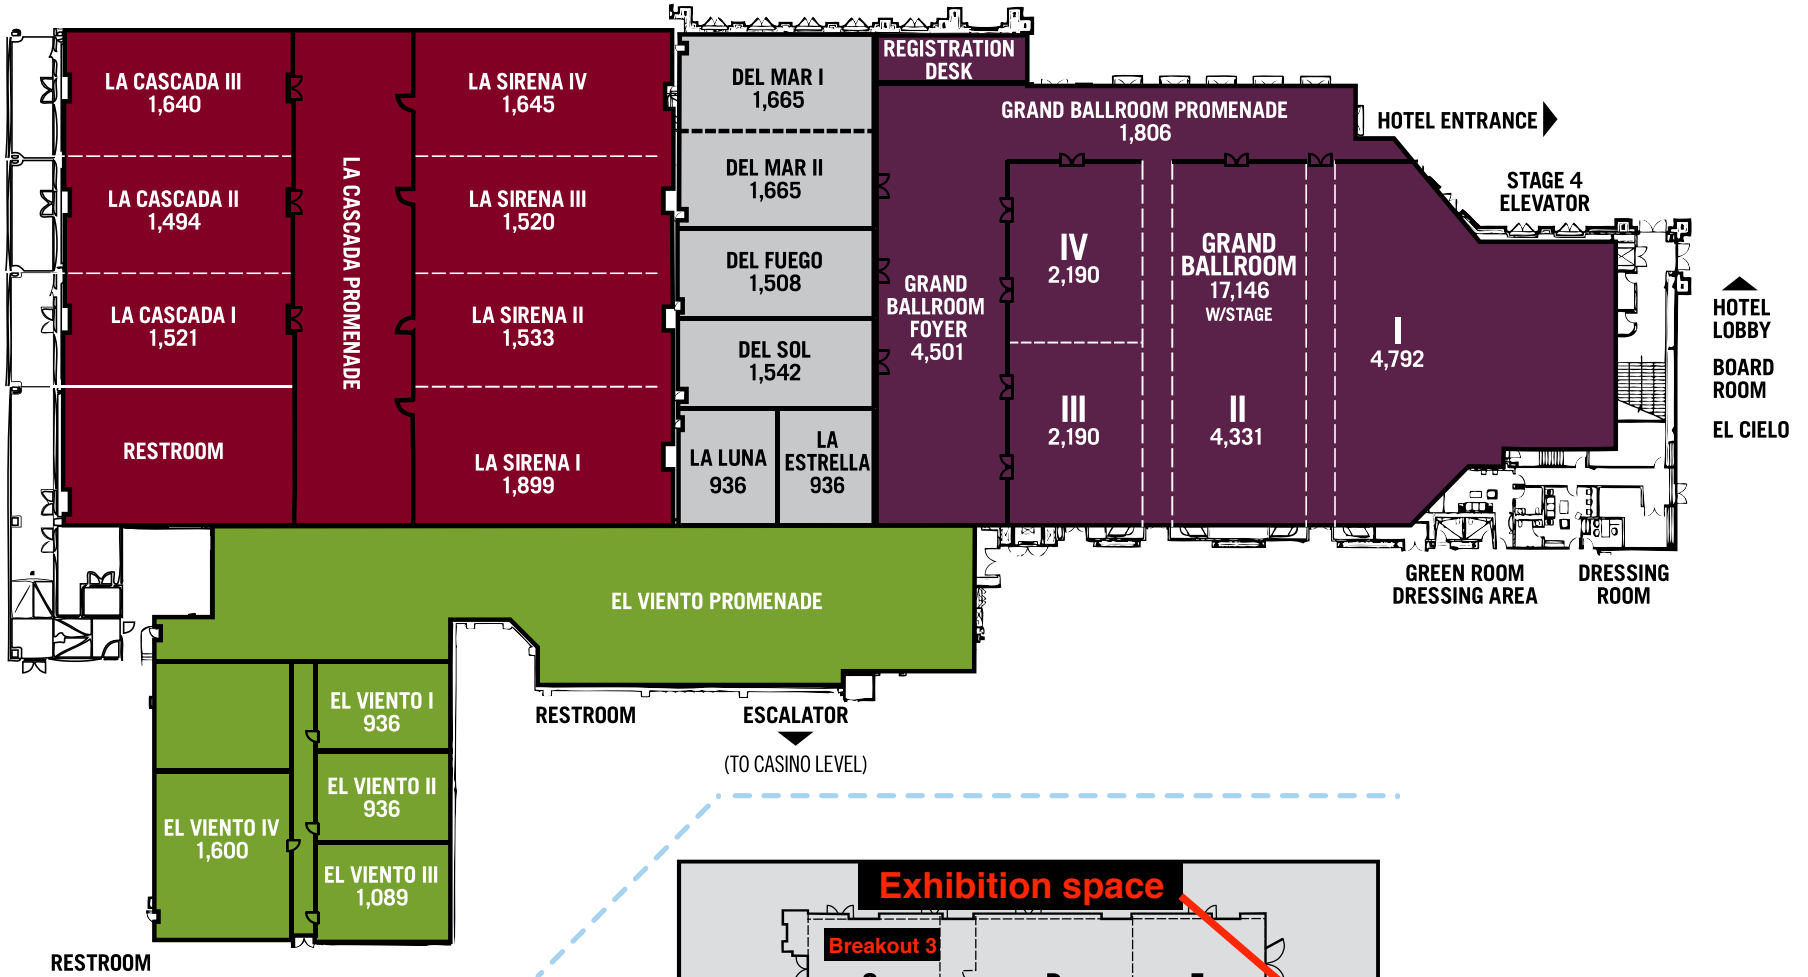 LA CASCADA III
1,640
LA CASCADA II
1,494
LA CASCADA I
1,521
RESTROOM
LA CASCADA PROMENADE
LA SIRENA IV
1,645
LA SIRENA III
1,520
LA SIRENA II
1,533
LA SIRENA I
1,899
DEL MAR I
1,665
DEL MAR II
1,665
DEL FUEGO
1,508
DEL SOL
1,542
LA LUNA
936
LA
ESTRELLA
936
REGISTRATION
DESK
GRAND BALLROOM PROMENADE
1,806
GRAND
BALLROOM
FOYER
4,501
IV
2,190
III
2,190
GRAND
BALLROOM
17,146
W/STAGE
II
4,331
I
4,792
HOTEL ENTRANCE
STAGE 4
ELEVATOR
HOTEL
LOBBY
BOARD
ROOM
EL CIELO
GREEN ROOM
DRESSING AREA
DRESSING
ROOM
EL VIENTO PROMENADE
EL VIENTO I
936
EL VIENTO II
936
EL VIENTO III
1,089
EL VIENTO IV
1,600
RESTROOM
ESCALATOR
(TO CASINO LEVEL)
RESTROOM
Exhibition space
Breakout 3